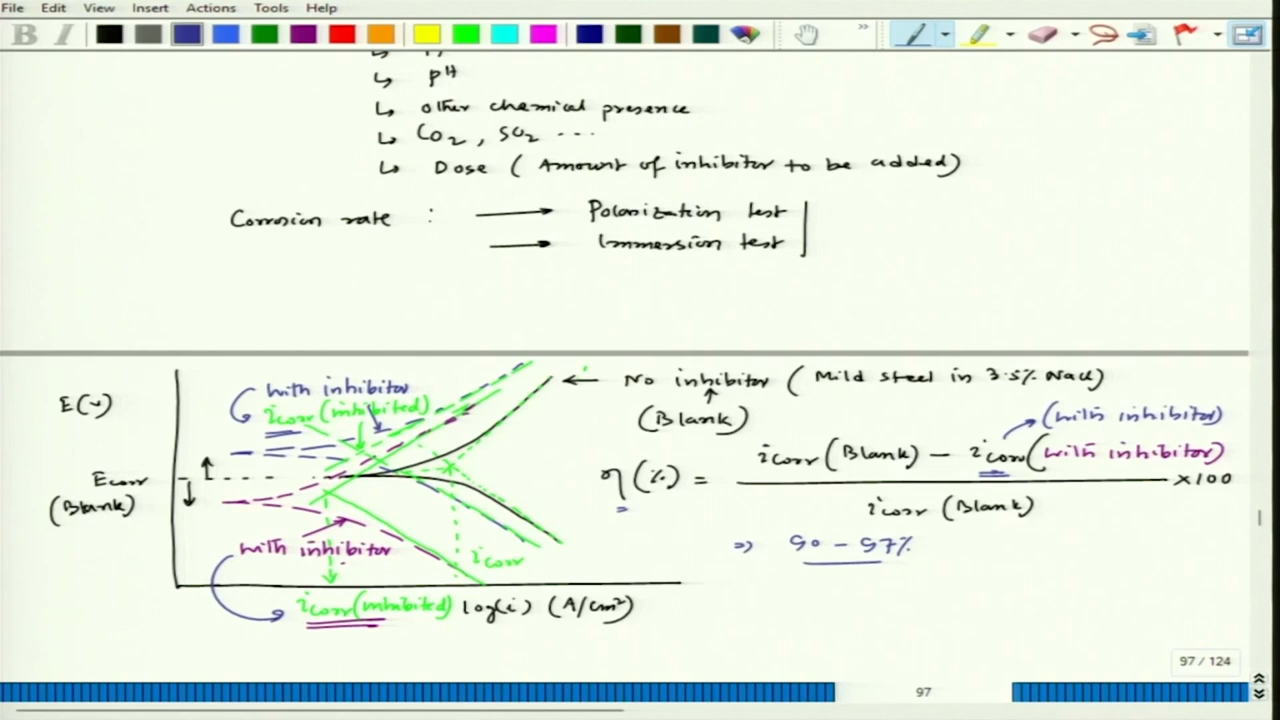 File Edit View Insert Actions Tools Help
B I
↳ pH
↳ other chemical presence
↳ CO2, SO2 ...
↳ Dose (Amount of inhibitor to be added)
Corrosion rate : → Polarization test
→ Immersion test
E(v)
with inhibitor
icorr (inhibited)
← No inhibitor (Mild steel in 3.5% NaCl)
(Blank)
(with inhibitor)
η(%) = icorr (Blank) − icorr (with inhibitor)
icorr (Blank)
×100
Ecorr
(Blank)
with inhibitor
icorr
⇒ 90 - 97%
icorr (inhibited) log(i) (A/cm²)
97 / 124
97